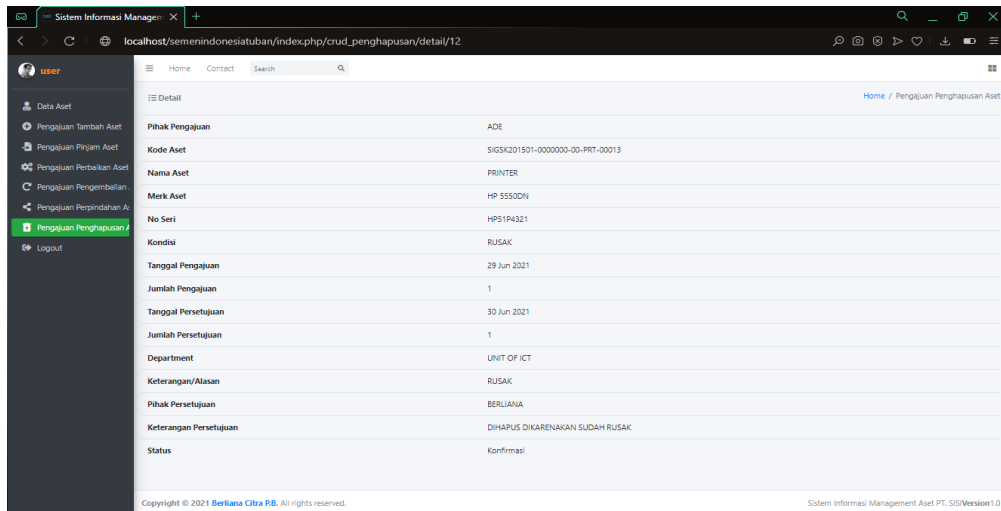 Sistem Informasi Managem
localhost/semenindonesiatuban/index.php/crud_penghapusan/detail/12
user
Home Contact Search
Data Aset
Pengajuan Tambah Aset
Pengajuan Pinjam Aset
Pengajuan Perbaikan Aset
Pengajuan Pengembalian
Pengajuan Perpindahan As
Pengajuan Penghapusan A
Logout
Detail
Home / Pengajuan Penghapusan Aset
Pihak Pengajuan ADE
Kode Aset SIGSK201501-0000000-00-PRT-00013
Nama Aset PRINTER
Merk Aset HP 5550DN
No Seri HP51P4321
Kondisi RUSAK
Tanggal Pengajuan 29 Jun 2021
Jumlah Pengajuan 1
Tanggal Persetujuan 30 Jun 2021
Jumlah Persetujuan 1
Department UNIT OF ICT
Keterangan/Alasan RUSAK
Pihak Persetujuan BERLIANA
Keterangan Persetujuan DIHAPUS DIKARENAKAN SUDAH RUSAK
Status Konfirmasi
Copyright © 2021 Berliana Citra P.B. All rights reserved.
Sistem Informasi Management Aset PT. SISIVersion1.0